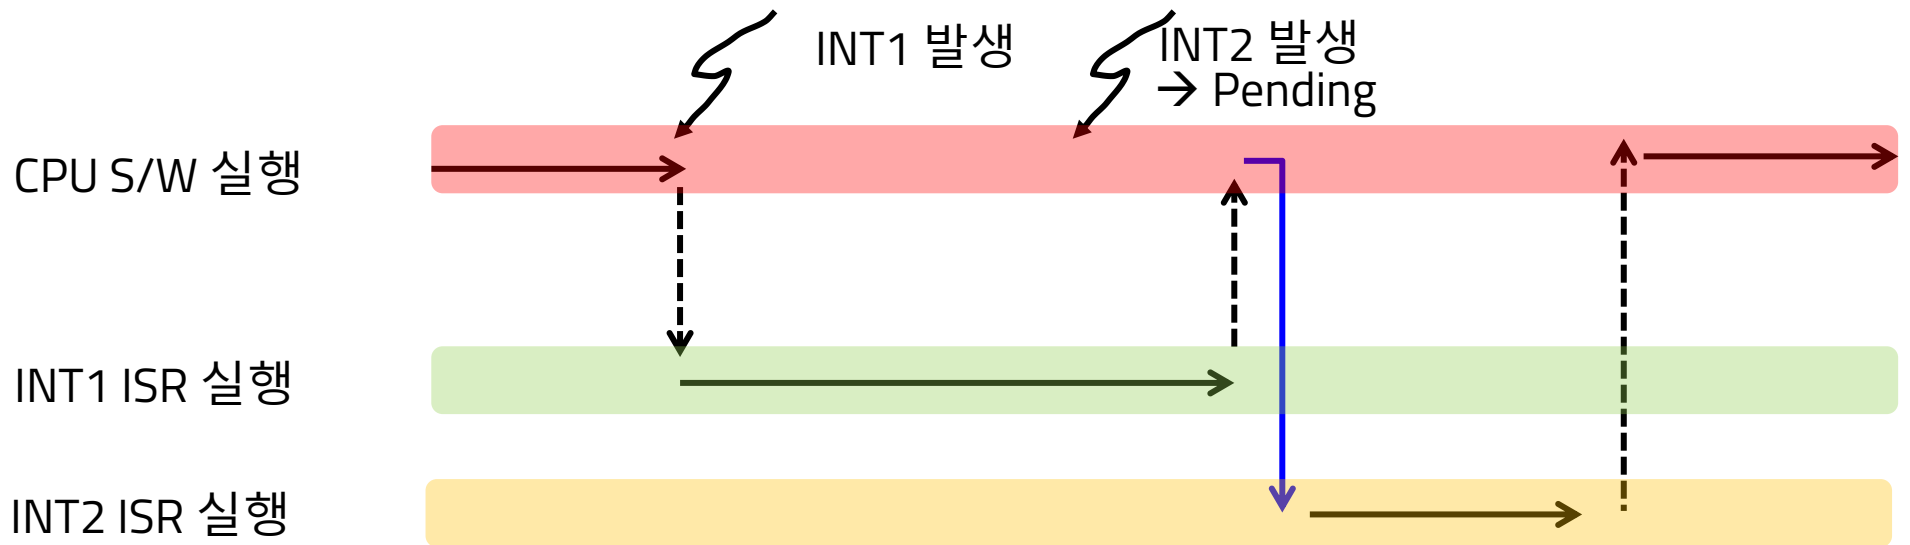 INT1 발생
INT2 발생
→ Pending
CPU S/W 실행
INT1 ISR 실행
INT2 ISR 실행